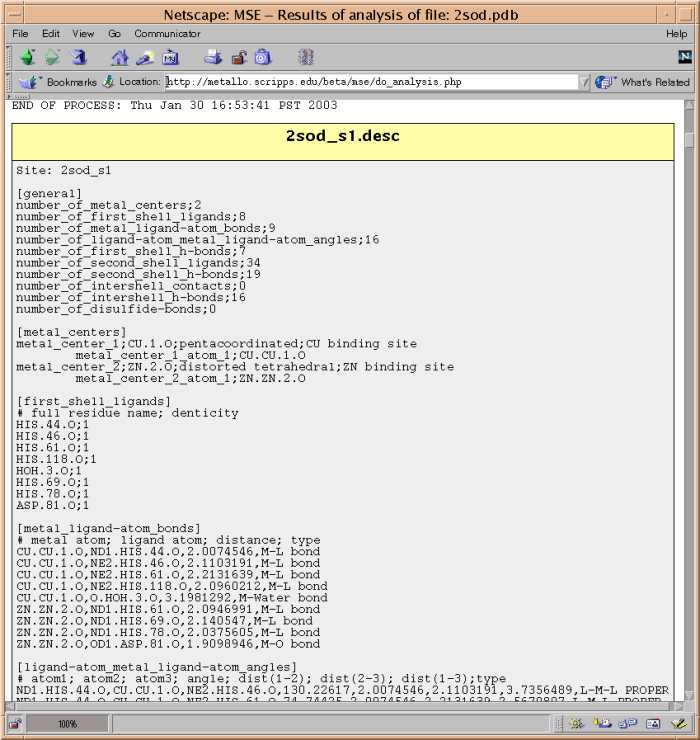 Netscape: MSE – Results of analysis of file: 2sod.pdb
File Edit View Go Communicator Help
Bookmarks Location: http://metallo.scripps.edu/beta/mse/do_analysis.php What's Related
END OF PROCESS: Thu Jan 30 16:53:41 PST 2003
2sod_s1.desc
Site: 2sod_s1
[general]
number_of_metal_centers;2
number_of_first_shell_ligands;8
number_of_metal_ligand-atom_bonds;9
number_of_ligand-atom_metal_ligand-atom_angles;16
number_of_first_shell_h-bonds;7
number_of_second_shell_ligands;34
number_of_second_shell_h-bonds;19
number_of_intershell_contacts;0
number_of_intershell_h-bonds;16
number_of_disulfide-bonds;0
[metal_centers]
metal_center_1;CU.1.O;pentacoordinated;CU binding site
metal_center_1_atom_1;CU.CU.1.O
metal_center_2;ZN.2.O;distorted tetrahedral;ZN binding site
metal_center_2_atom_1;ZN.ZN.2.O
[first_shell_ligands]
# full residue name; denticity
HIS.44.O;1
HIS.46.O;1
HIS.61.O;1
HIS.118.O;1
HOH.3.O;1
HIS.69.O;1
HIS.78.O;1
ASP.81.O;1
[metal_ligand-atom_bonds]
# metal atom; ligand atom; distance; type
CU.CU.1.O,ND1.HIS.44.O,2.0074546,M-L bond
CU.CU.1.O,NE2.HIS.46.O,2.1103191,M-L bond
CU.CU.1.O,NE2.HIS.61.O,2.2131639,M-L bond
CU.CU.1.O,NE2.HIS.118.O,2.0960212,M-L bond
CU.CU.1.O,O.HOH.3.O,3.1981292,M-Water bond
ZN.ZN.2.O,ND1.HIS.61.O,2.0946991,M-L bond
ZN.ZN.2.O,ND1.HIS.69.O,2.140547,M-L bond
ZN.ZN.2.O,ND1.HIS.78.O,2.0375605,M-L bond
ZN.ZN.2.O,OD1.ASP.81.O,1.9098946,M-O bond
[ligand-atom_metal_ligand-atom_angles]
# atom1; atom2; atom3; angle; dist(1-2); dist(2-3); dist(1-3);type
ND1.HIS.44.O,CU.CU.1.O,NE2.HIS.46.O,130.22617,2.0074546,2.1103191,3.7356489,L-M-L PROPER
100%